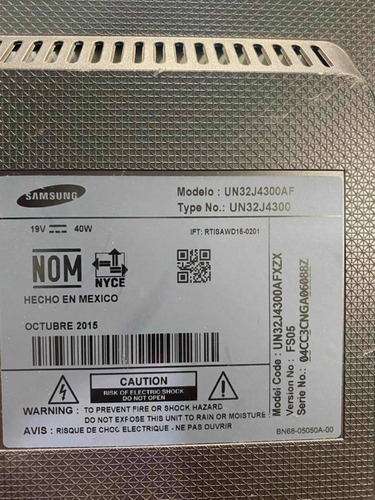 SAMSUNG
Modelo : UN32J4300AF
Type No.: UN32J4300
19V 40W
IFT: RTISAWD15-0201
NOM
NYCE
HECHO EN MEXICO
OCTUBRE 2015
Model Code : UN32J4300AFXZX
Version No : FS05
Serie No.: 04CC3CNGA06088Z
CAUTION
RISK OF ELECTRIC SHOCK
DO NOT OPEN
WARNING : TO PREVENT FIRE OR SHOCK HAZARD
DO NOT EXPOSE THIS UNIT TO RAIN OR MOISTURE
AVIS : RISQUE DE CHOC ELECTRIQUE - NE PAS OUVRIR
BN68-05050A-00